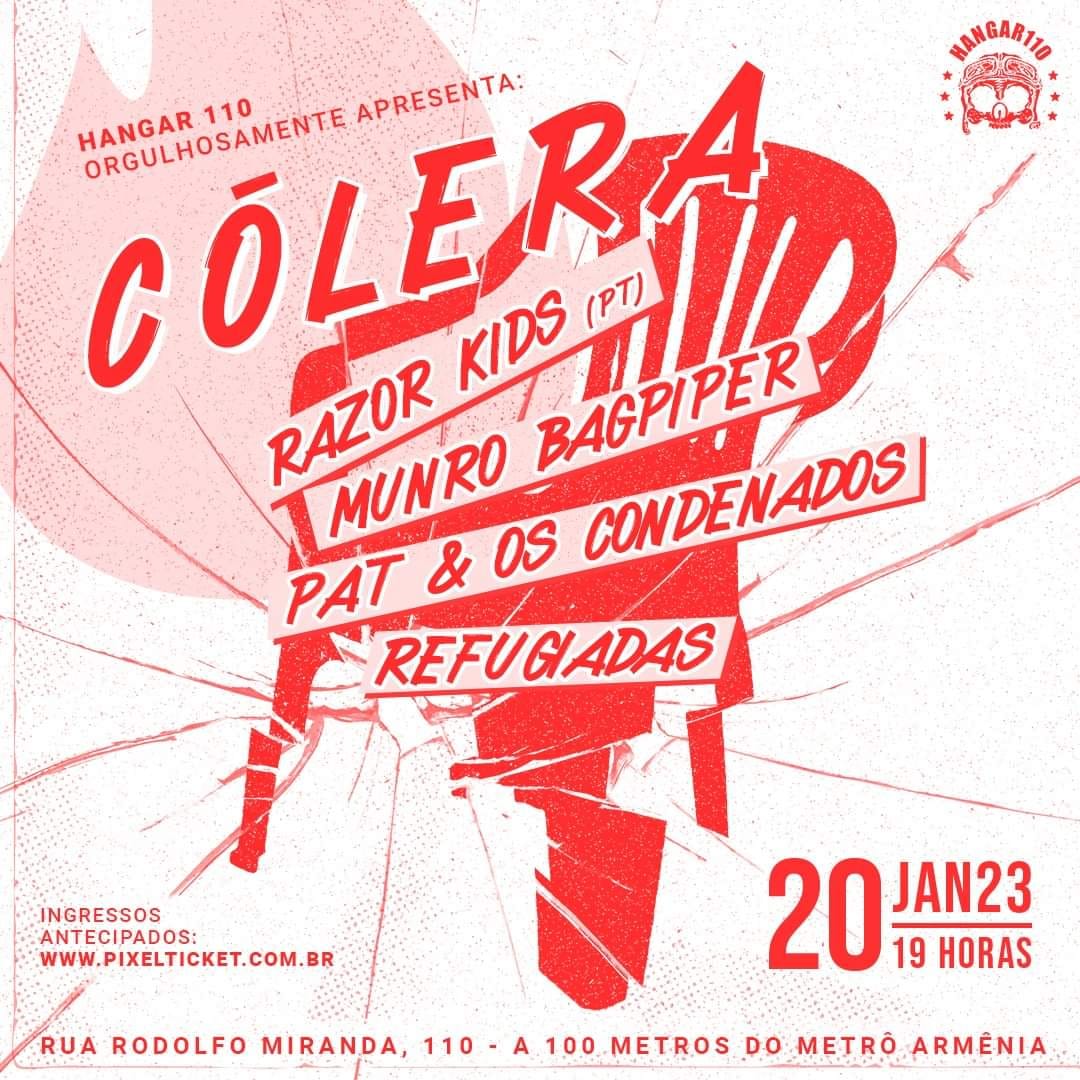 HANGAR110
HANGAR 110
ORGULHOSAMENTE APRESENTA:
CÓLERA
RAZOR KIDS (PT)
MUNRO BAGPIPER
PAT & OS CONDENADOS
REFUGIADAS
20 JAN23
19 HORAS
INGRESSOS
ANTECIPADOS:
WWW.PIXELTICKET.COM.BR
RUA RODOLFO MIRANDA, 110 - A 100 METROS DO METRÔ ARMÊNIA